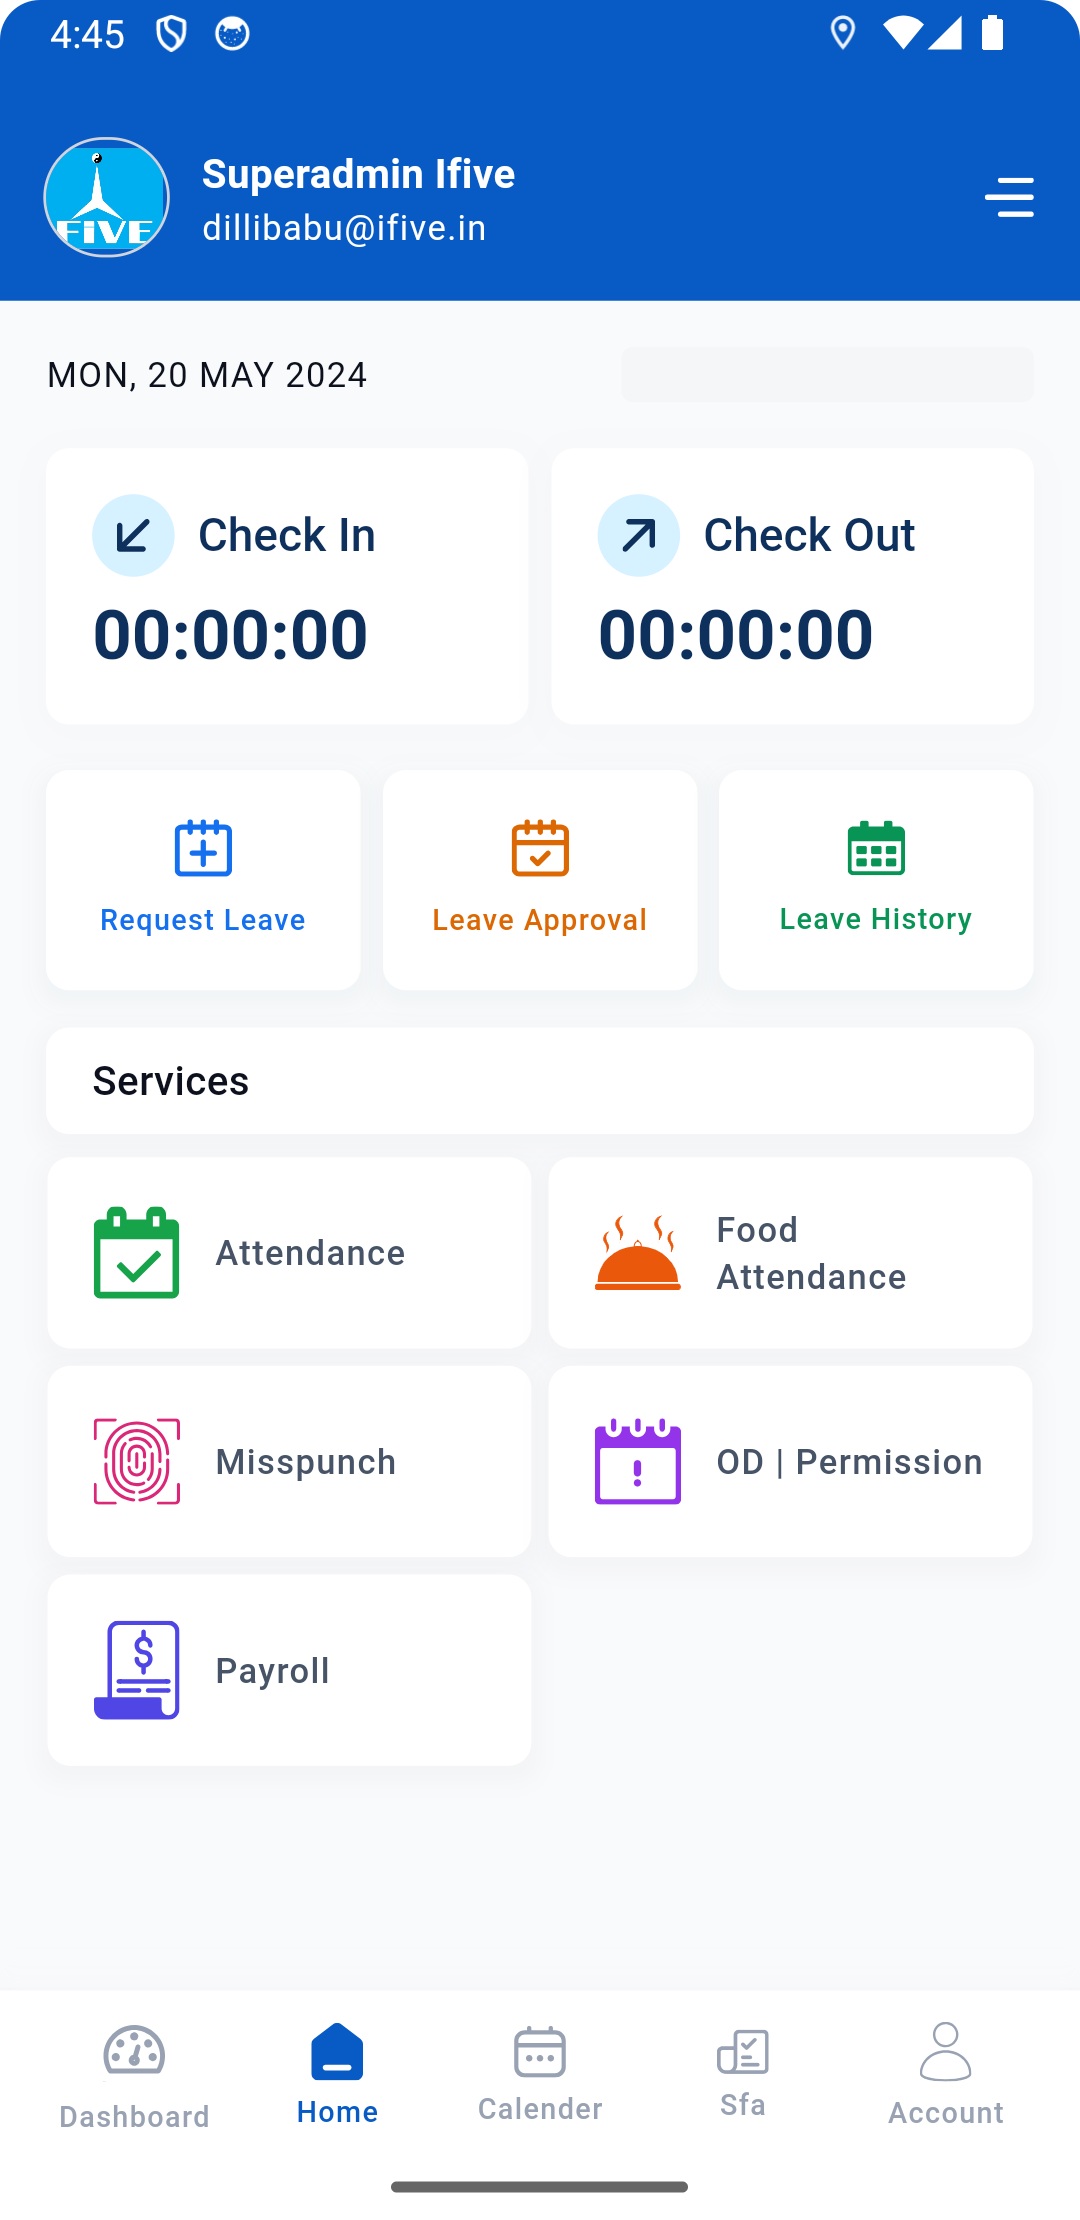 4:45
FiVE
Superadmin Ifive
dillibabu@ifive.in
MON, 20 MAY 2024
Check In
00:00:00
Check Out
00:00:00
Request Leave
Leave Approval
Leave History
Services
Attendance
Food
Attendance
Misspunch
OD | Permission
Payroll
Dashboard
Home
Calender
Sfa
Account